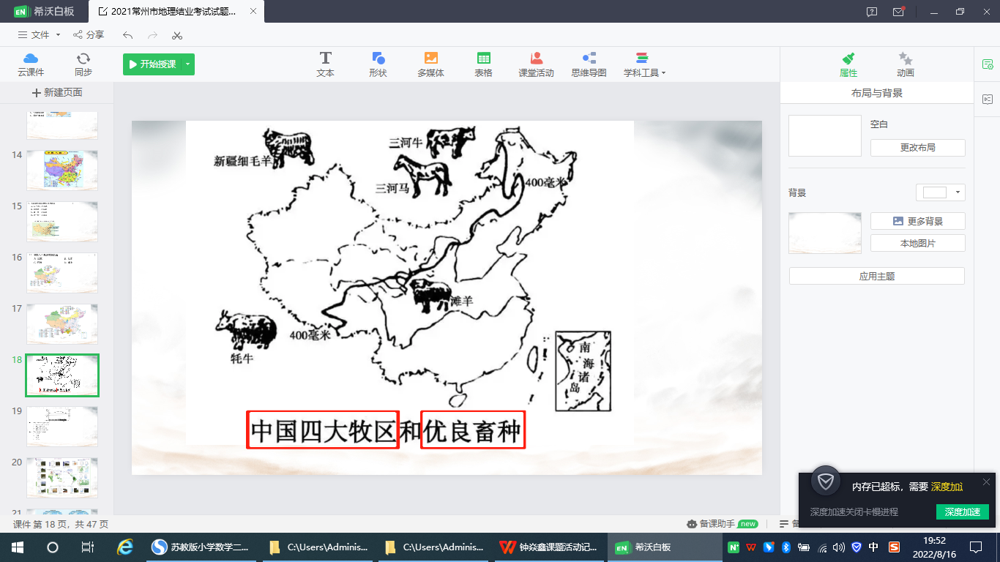 希沃白板
2021常州市地理结业考试试题...
文件
分享
云课件
同步
开始授课
文本
形状
多媒体
表格
课堂活动
思维导图
学科工具
属性
动画
新建页面
布局与背景
空白
更改布局
背景
更多背景
本地图片
应用主题
14
15
16
17
18
19
20
21
新疆细毛羊
三河牛
三河马
400毫米
滩羊
400毫米
牦牛
南
海
诸
岛
中国四大牧区和优良畜种
内存已超标，需要 深度加
深度加速关闭卡慢进程
深度加速
课件 第 18 页，共 47 页
备课助手
new
备
苏教版小学数学二...
C:\Users\Adminis...
C:\Users\Adminis...
钟焱鑫课题活动记...
EN 希沃白板
中
19:52
2022/8/16